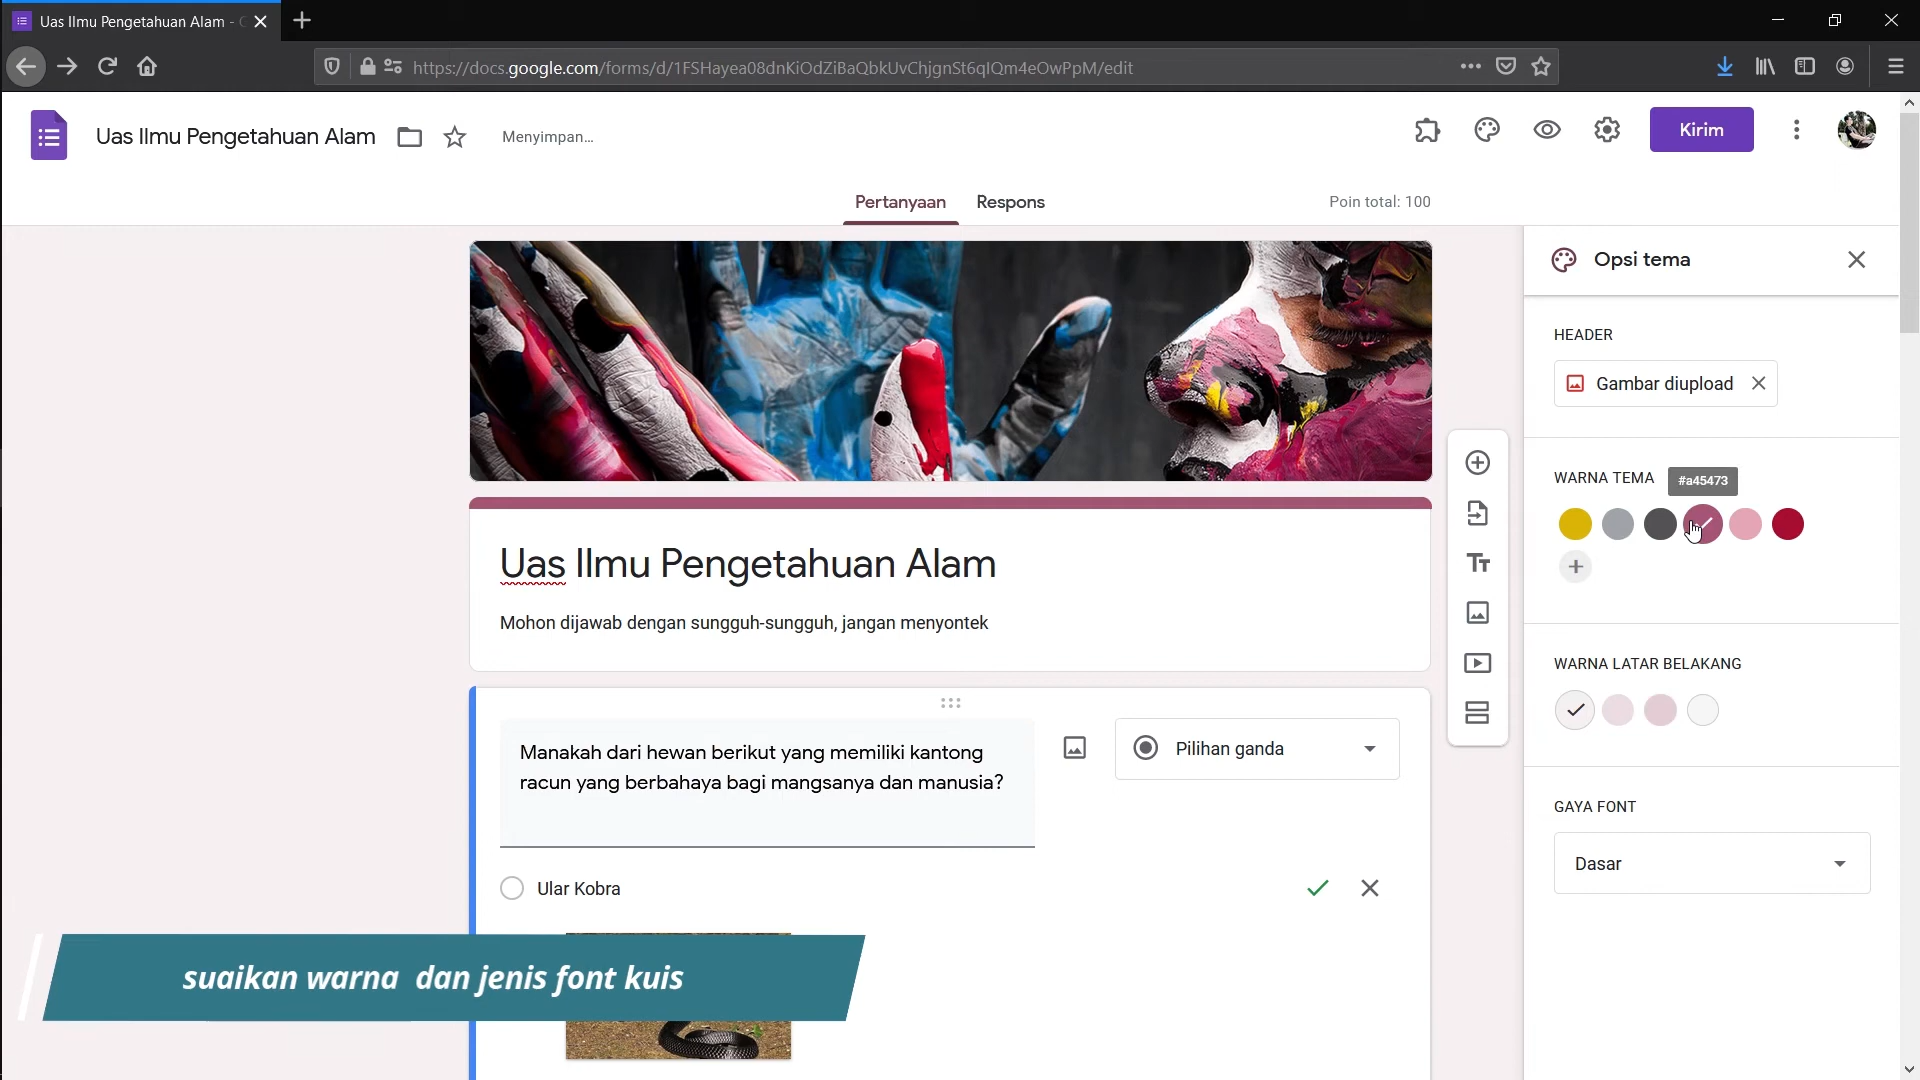 Uas Ilmu Pengetahuan Alam -
https://docs.google.com/forms/d/1FSHayea08dnKiOdZiBaQbkUvChjgnSt6qIQm4eOwPpM/edit
Uas Ilmu Pengetahuan Alam
Menyimpan...
Kirim
Pertanyaan
Respons
Poin total: 100
Opsi tema
HEADER
Gambar diupload
WARNA TEMA
#a45473
Uas Ilmu Pengetahuan Alam
Mohon dijawab dengan sungguh-sungguh, jangan menyontek
WARNA LATAR BELAKANG
Manakah dari hewan berikut yang memiliki kantong
racun yang berbahaya bagi mangsanya dan manusia?
Pilihan ganda
GAYA FONT
Dasar
Ular Kobra
suaikan warna dan jenis font kuis